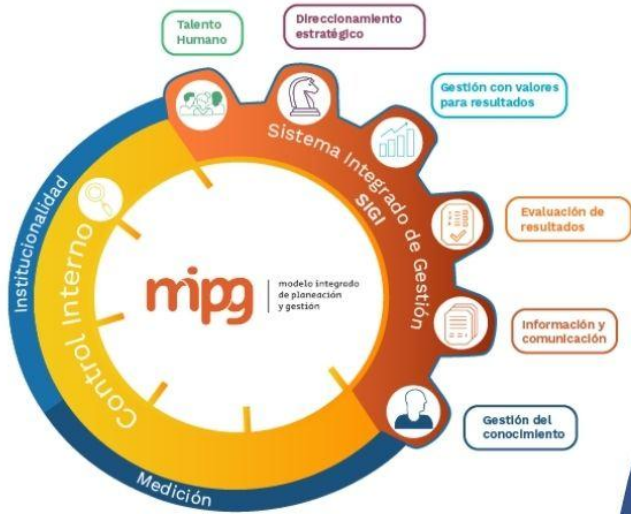 Talento
Humano
Direccionamiento
estratégico
Gestión con valores
para resultados
Evaluación de
resultados
Información y
comunicación
Gestión del
conocimiento
Sistema Integrado de Gestión
SIGI
Institucionalidad
Control Interno
Medición
mipg
modelo integrado
de planeación
y gestión